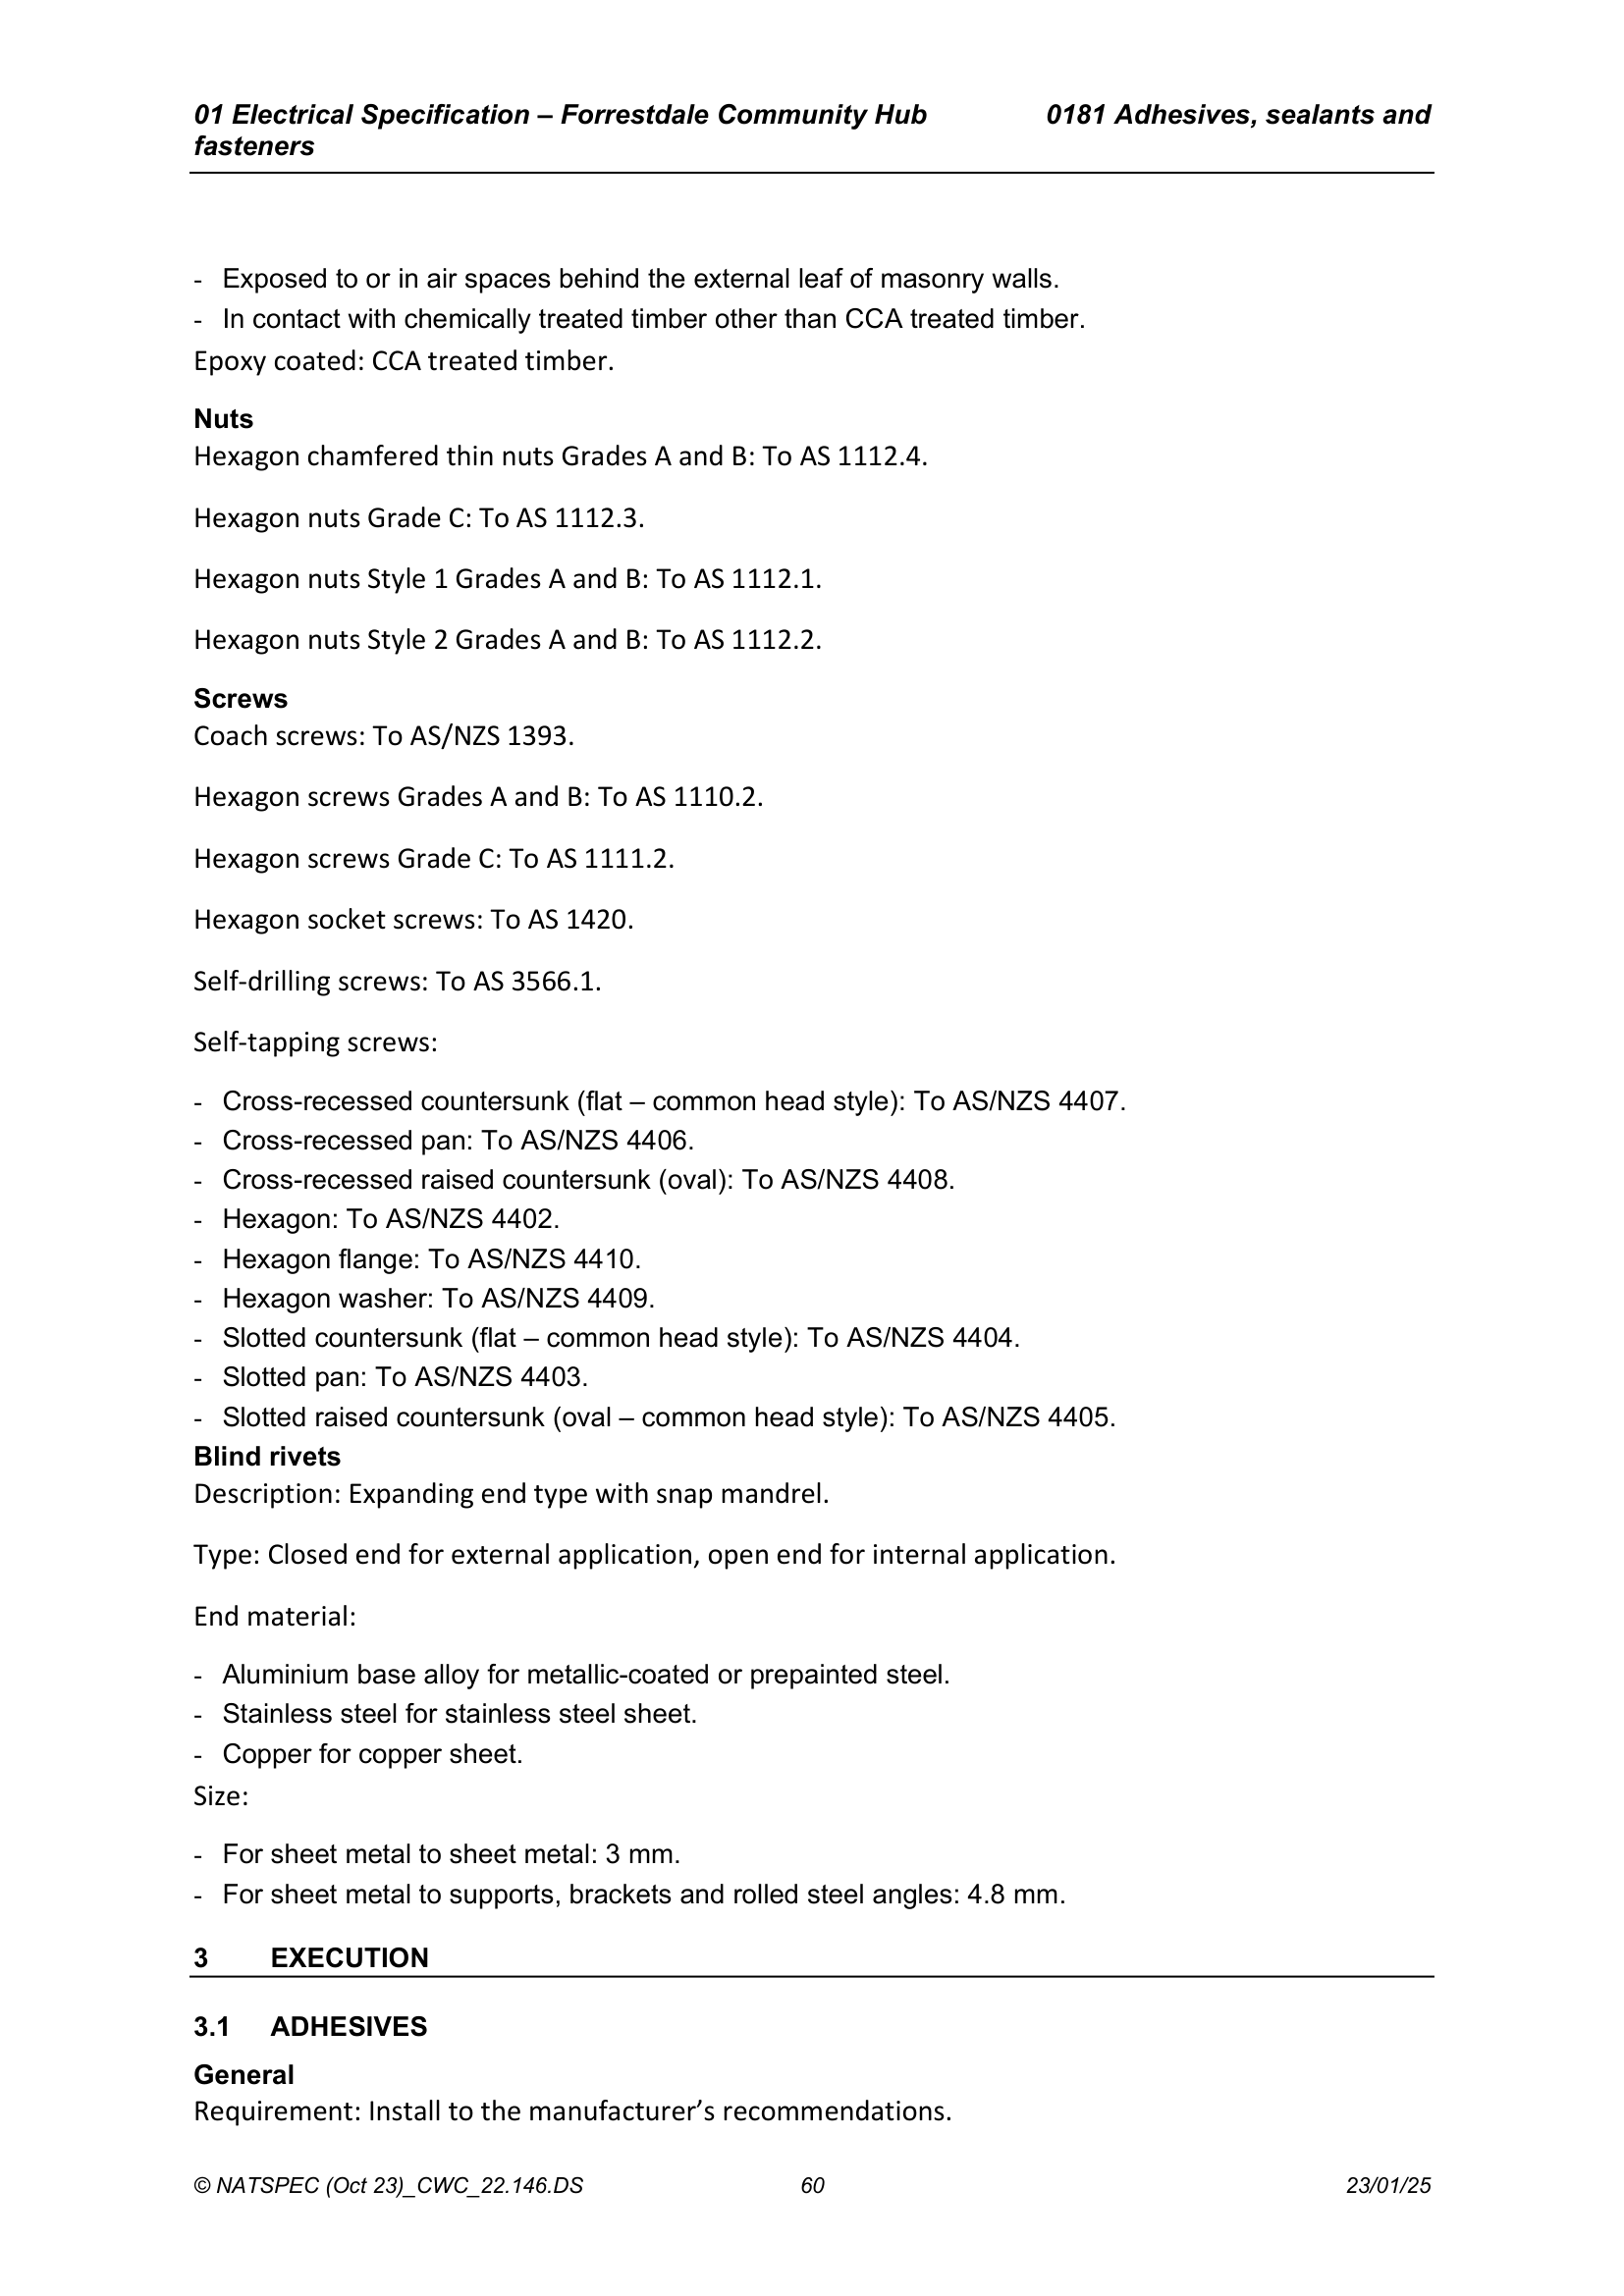 01 Electrical Specification – Forrestdale Community Hub 0181 Adhesives, sealants and
fasteners
- Exposed to or in air spaces behind the external leaf of masonry walls.
- In contact with chemically treated timber other than CCA treated timber.
Epoxy coated: CCA treated timber.
Nuts
Hexagon chamfered thin nuts Grades A and B: To AS 1112.4.
Hexagon nuts Grade C: To AS 1112.3.
Hexagon nuts Style 1 Grades A and B: To AS 1112.1.
Hexagon nuts Style 2 Grades A and B: To AS 1112.2.
Screws
Coach screws: To AS/NZS 1393.
Hexagon screws Grades A and B: To AS 1110.2.
Hexagon screws Grade C: To AS 1111.2.
Hexagon socket screws: To AS 1420.
Self-drilling screws: To AS 3566.1.
Self-tapping screws:
- Cross-recessed countersunk (flat – common head style): To AS/NZS 4407.
- Cross-recessed pan: To AS/NZS 4406.
- Cross-recessed raised countersunk (oval): To AS/NZS 4408.
- Hexagon: To AS/NZS 4402.
- Hexagon flange: To AS/NZS 4410.
- Hexagon washer: To AS/NZS 4409.
- Slotted countersunk (flat – common head style): To AS/NZS 4404.
- Slotted pan: To AS/NZS 4403.
- Slotted raised countersunk (oval – common head style): To AS/NZS 4405.
Blind rivets
Description: Expanding end type with snap mandrel.
Type: Closed end for external application, open end for internal application.
End material:
- Aluminium base alloy for metallic-coated or prepainted steel.
- Stainless steel for stainless steel sheet.
- Copper for copper sheet.
Size:
- For sheet metal to sheet metal: 3 mm.
- For sheet metal to supports, brackets and rolled steel angles: 4.8 mm.
3 EXECUTION
3.1 ADHESIVES
General
Requirement: Install to the manufacturer’s recommendations.
© NATSPEC (Oct 23)_CWC_22.146.DS 60 23/01/25